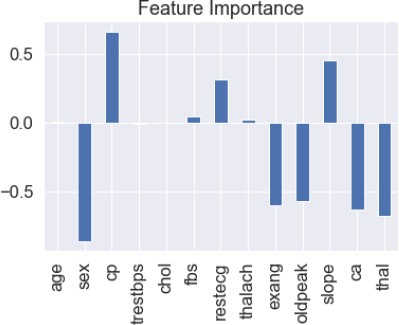 Feature Importance
0.5
0.0
−0.5
age
sex
cp
trestbps
chol
fbs
restecg
thalach
exang
oldpeak
slope
ca
thal